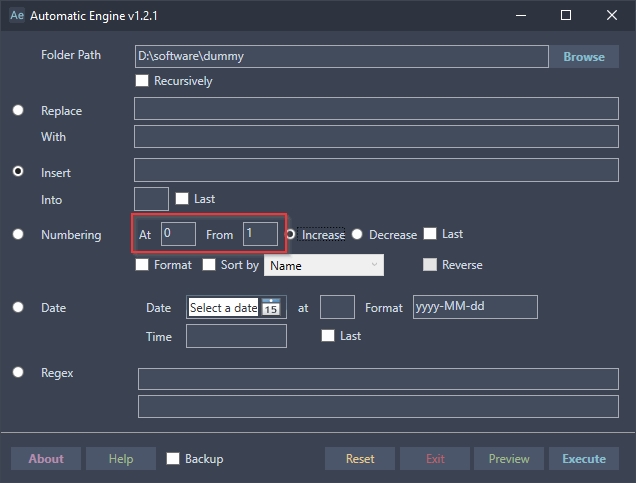 Ae Automatic Engine v1.2.1
Folder Path D:\software\dummy Browse
Recursively
Replace
With
Insert
Into Last
Numbering At 0 From 1 Increase Decrease Last
Format Sort by Name Reverse
Date Date Select a date 15 at Format yyyy-MM-dd
Time Last
Regex
About Help Backup Reset Exit Preview Execute